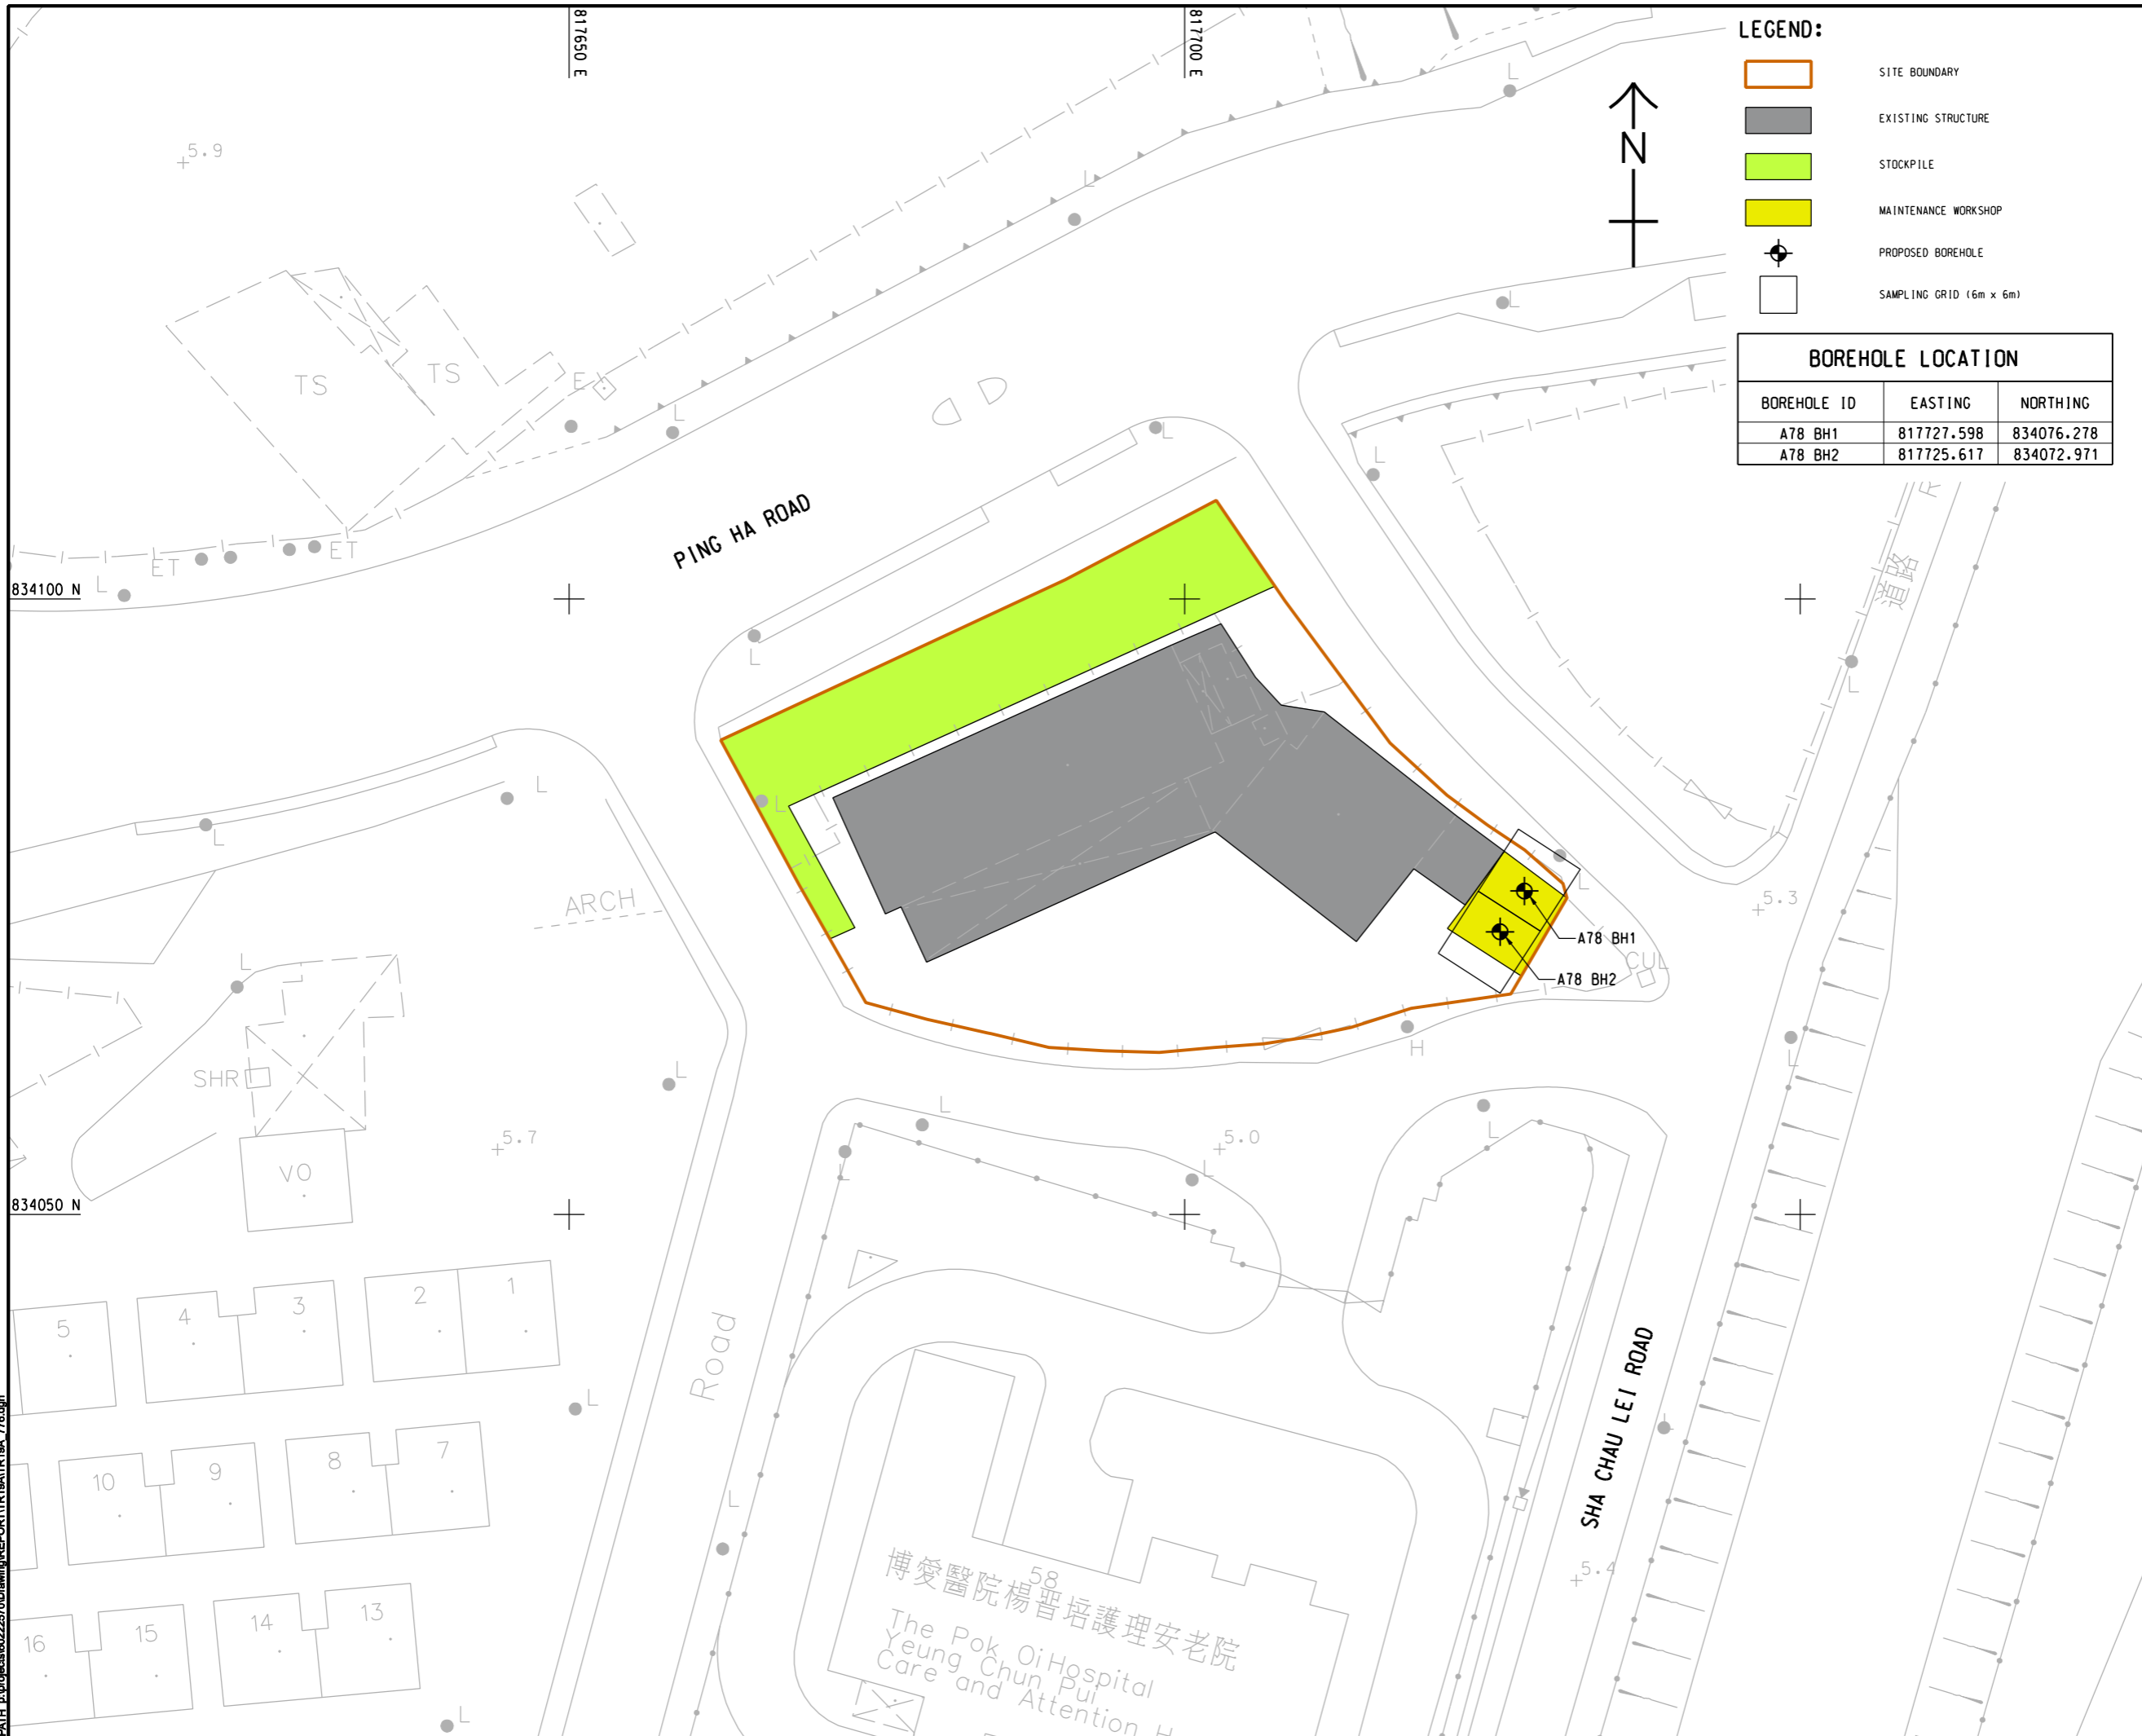 817650 E
817700 E
LEGEND:
SITE BOUNDARY
EXISTING STRUCTURE
STOCKPILE
MAINTENANCE WORKSHOP
PROPOSED BOREHOLE
SAMPLING GRID (6m x 6m)
N
BOREHOLE LOCATION
BOREHOLE ID EASTING NORTHING
A78 BH1 817727.598 834076.278
A78 BH2 817725.617 834072.971
L
5.9
L
L
TS
TS
E
L
L
L
PING HA ROAD
ET
ET
L
834100 N
道路
L
L
L
L
L
ARCH
L
5.3
A78 BH1
L
CUL
A78 BH2
H
L
SHR
L
L
L
5.7
5.0
VO
L
L
834050 N
5
4
3
2
1
Road
SHA CHAU LEI ROAD
L
L
10
9
8
7
L
58
博愛醫院楊晋培護理安老院
The Pok Oi Hospital
Yeung Chun Pui
Care and Attention H
5.4
16
15
14
13
L